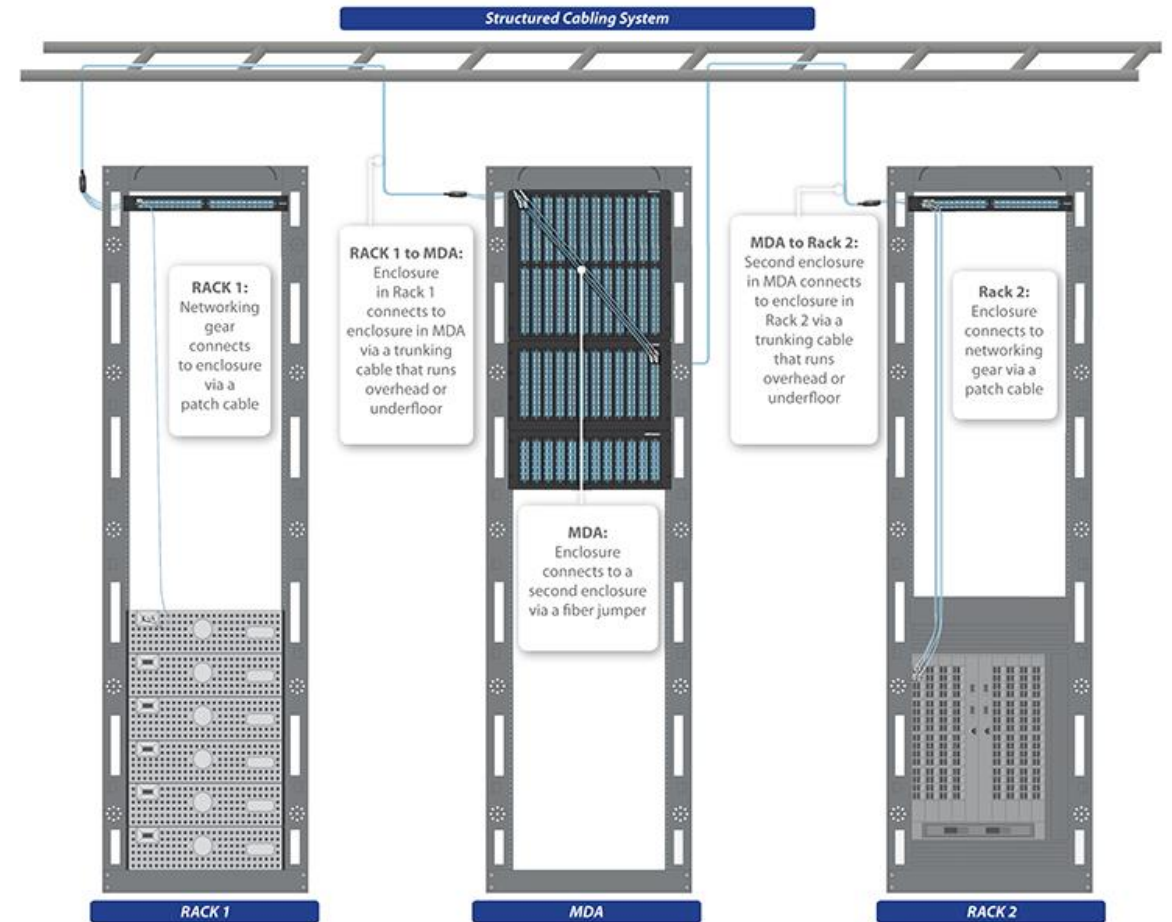 Structured Cabling System
RACK 1:
Networking
gear
connects
to enclosure
via a
patch cable
RACK 1 to MDA:
Enclosure
in Rack 1
connects to
enclosure in MDA
via a trunking
cable that runs
overhead or
underfloor
MDA:
Enclosure
connects to a
second enclosure
via a fiber jumper
MDA to Rack 2:
Second enclosure
in MDA connects
to enclosure in
Rack 2 via a
trunking cable
that runs
overhead or
underfloor
Rack 2:
Enclosure
connects to
networking
gear via a
patch cable
RACK 1
MDA
RACK 2